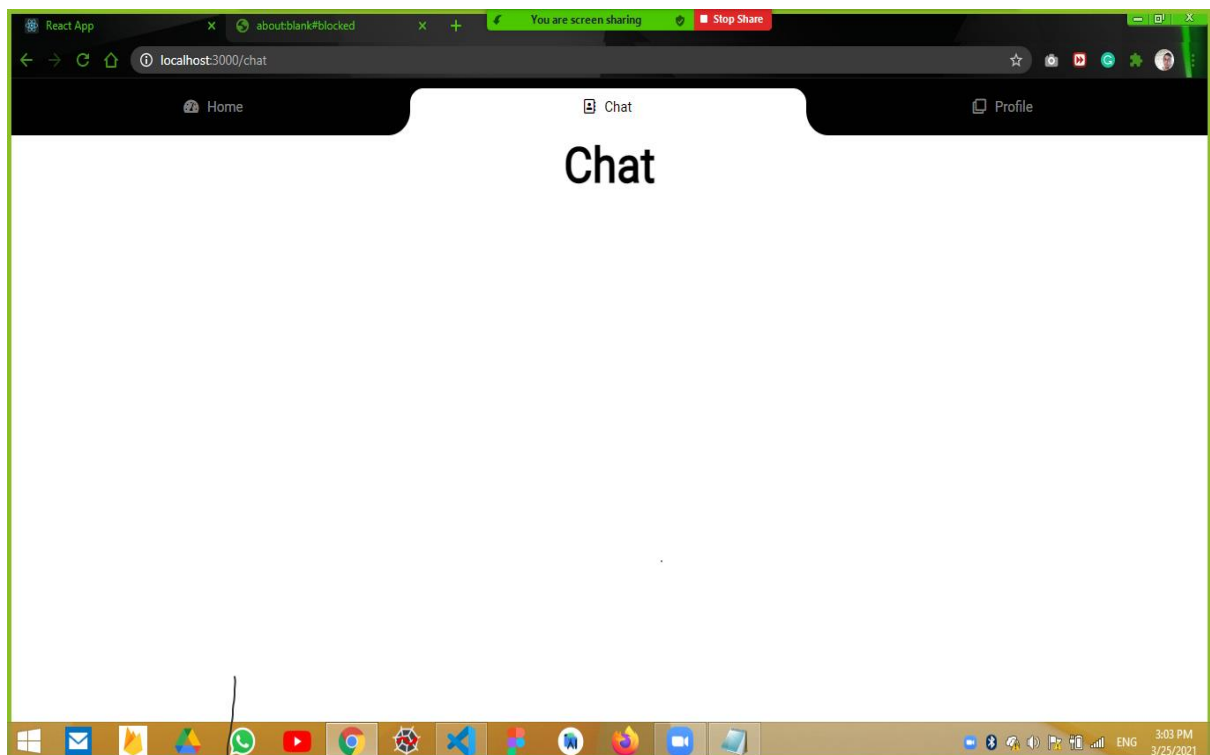 React App
about:blank#blocked
You are screen sharing
Stop Share
localhost:3000/chat
Home
Chat
Profile
Chat
ENG
3:03 PM
3/25/2021